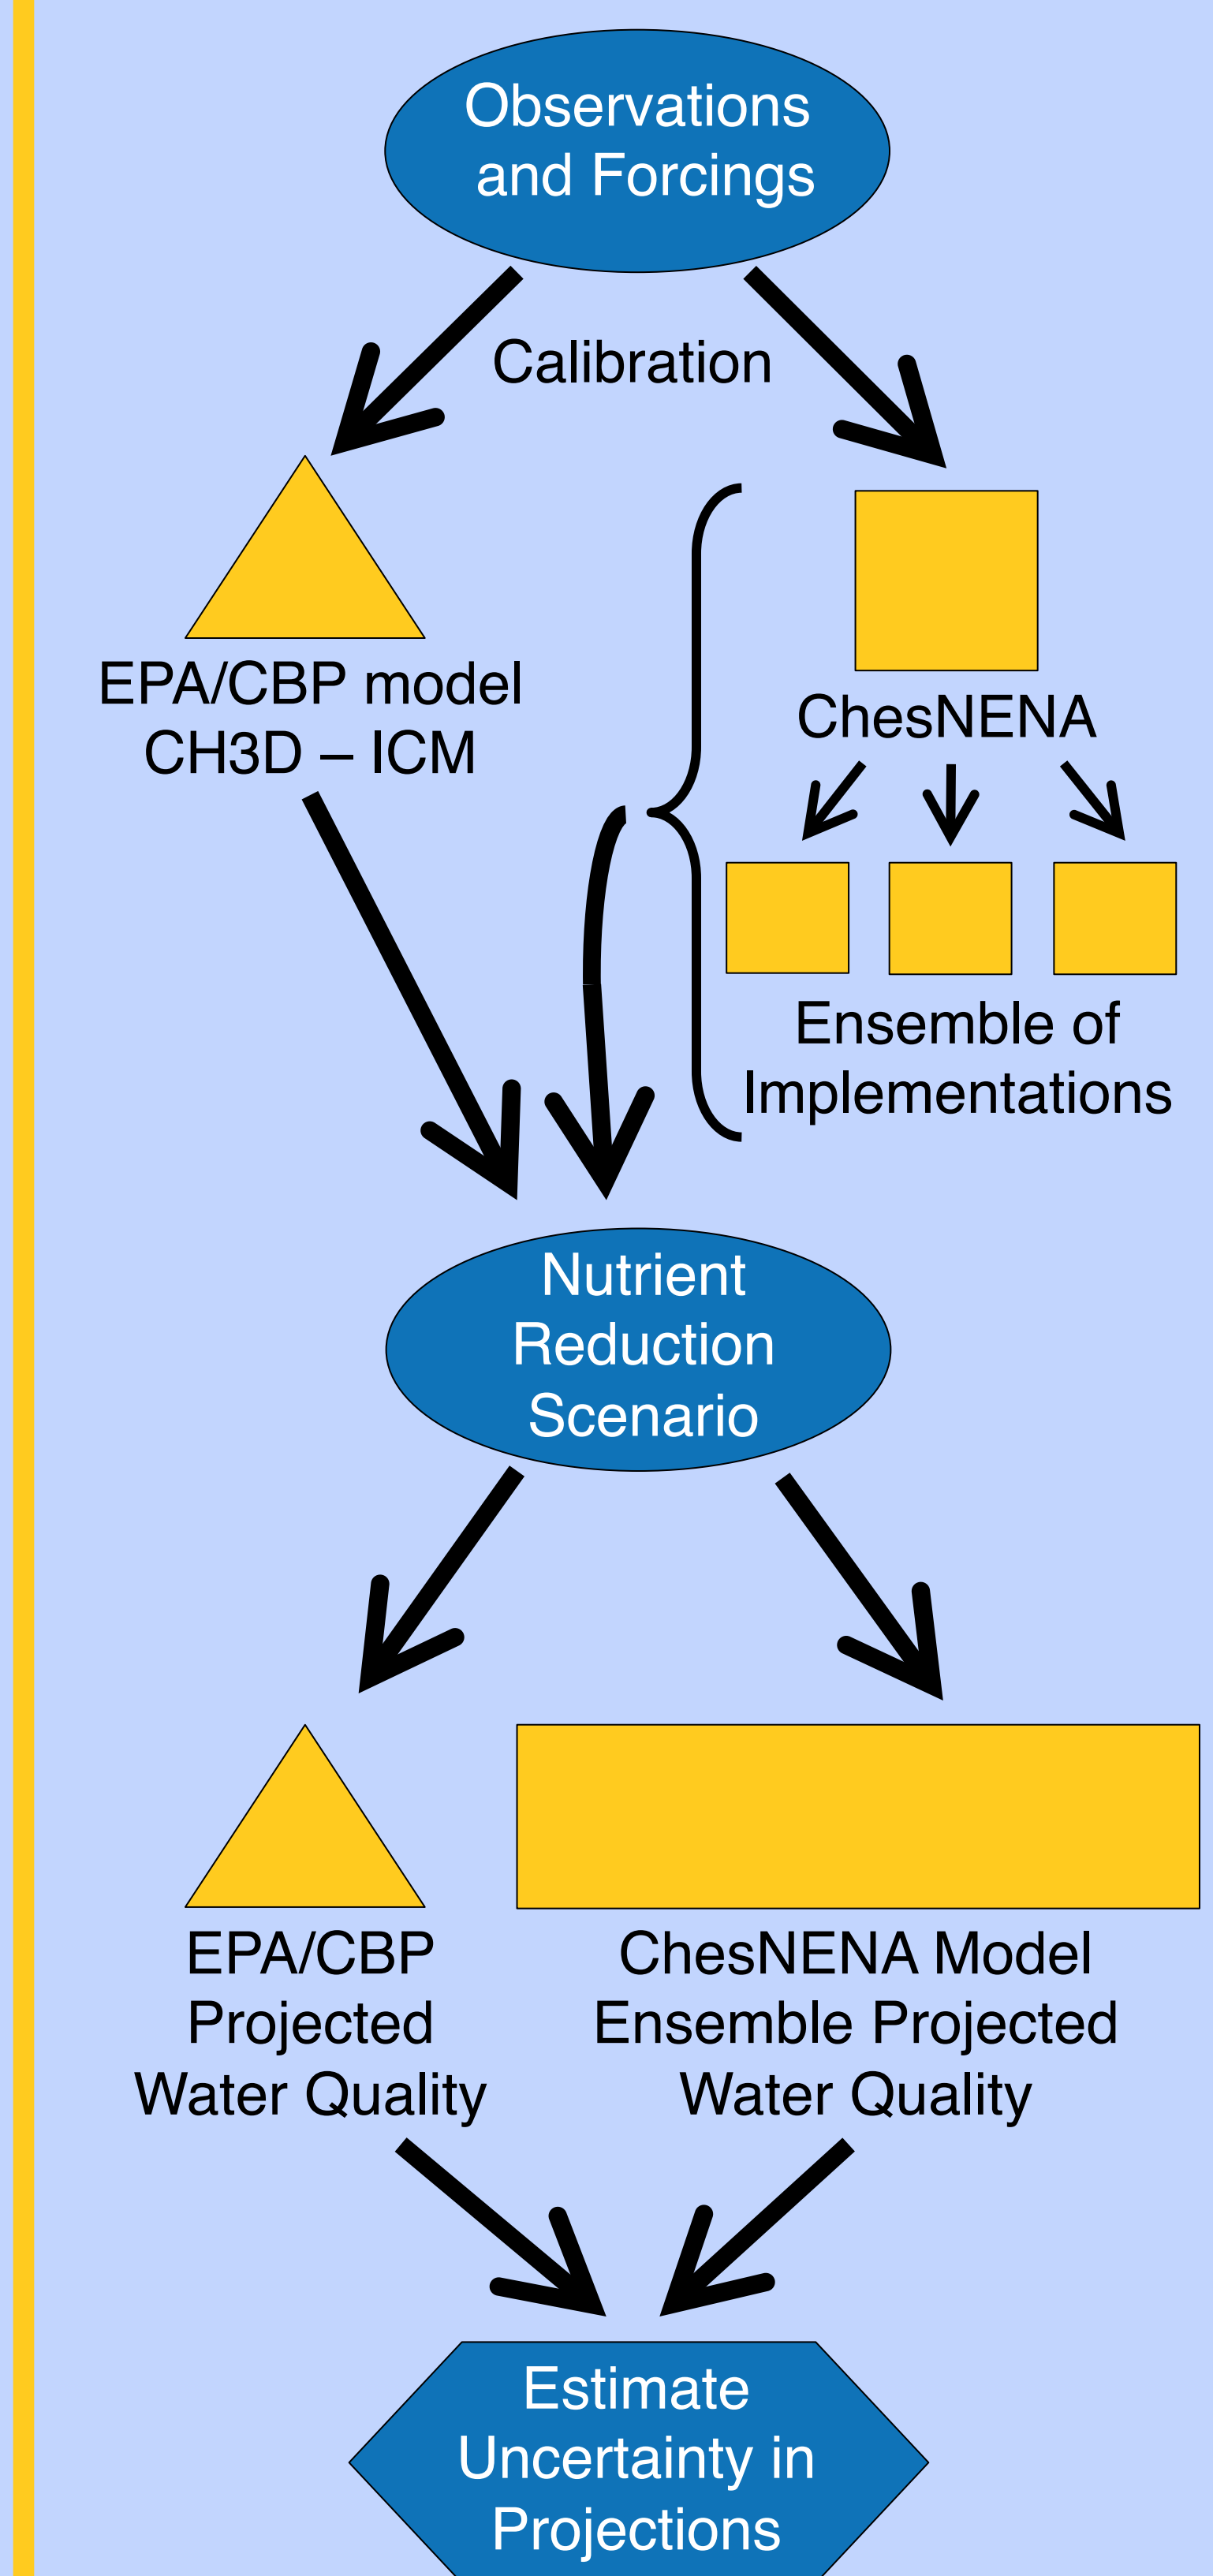 Observations
and Forcings
Calibration
EPA/CBP model
CH3D – ICM
ChesNENA
Ensemble of
Implementations
Nutrient
Reduction
Scenario
EPA/CBP
Projected
Water Quality
ChesNENA Model
Ensemble Projected
Water Quality
Estimate
Uncertainty in
Projections